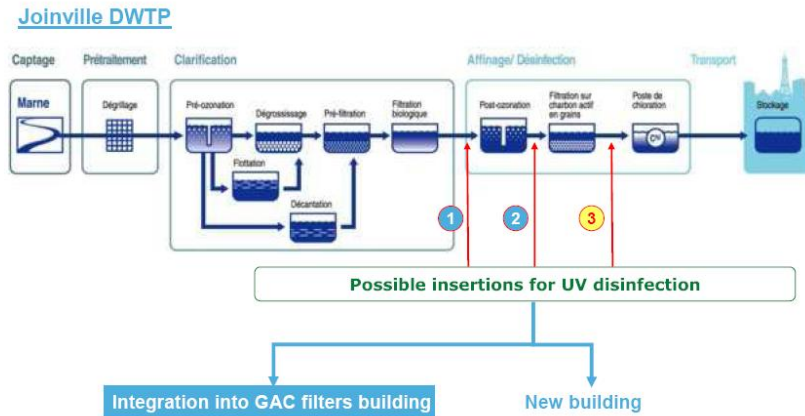 Joinville DWTP
Captage
Prétraitement
Clarification
Affinage/ Désinfection
Transport
Marne
Dégrillage
Pré-ozonation
Dégrossissage
Pré-filtration
Filtration
biologique
Post-ozonation
Filtration sur
charbon actif
en grains
Poste de
chloration
Stockage
Flottation
Décantation
1
2
3
Possible insertions for UV disinfection
Integration into GAC filters building
New building